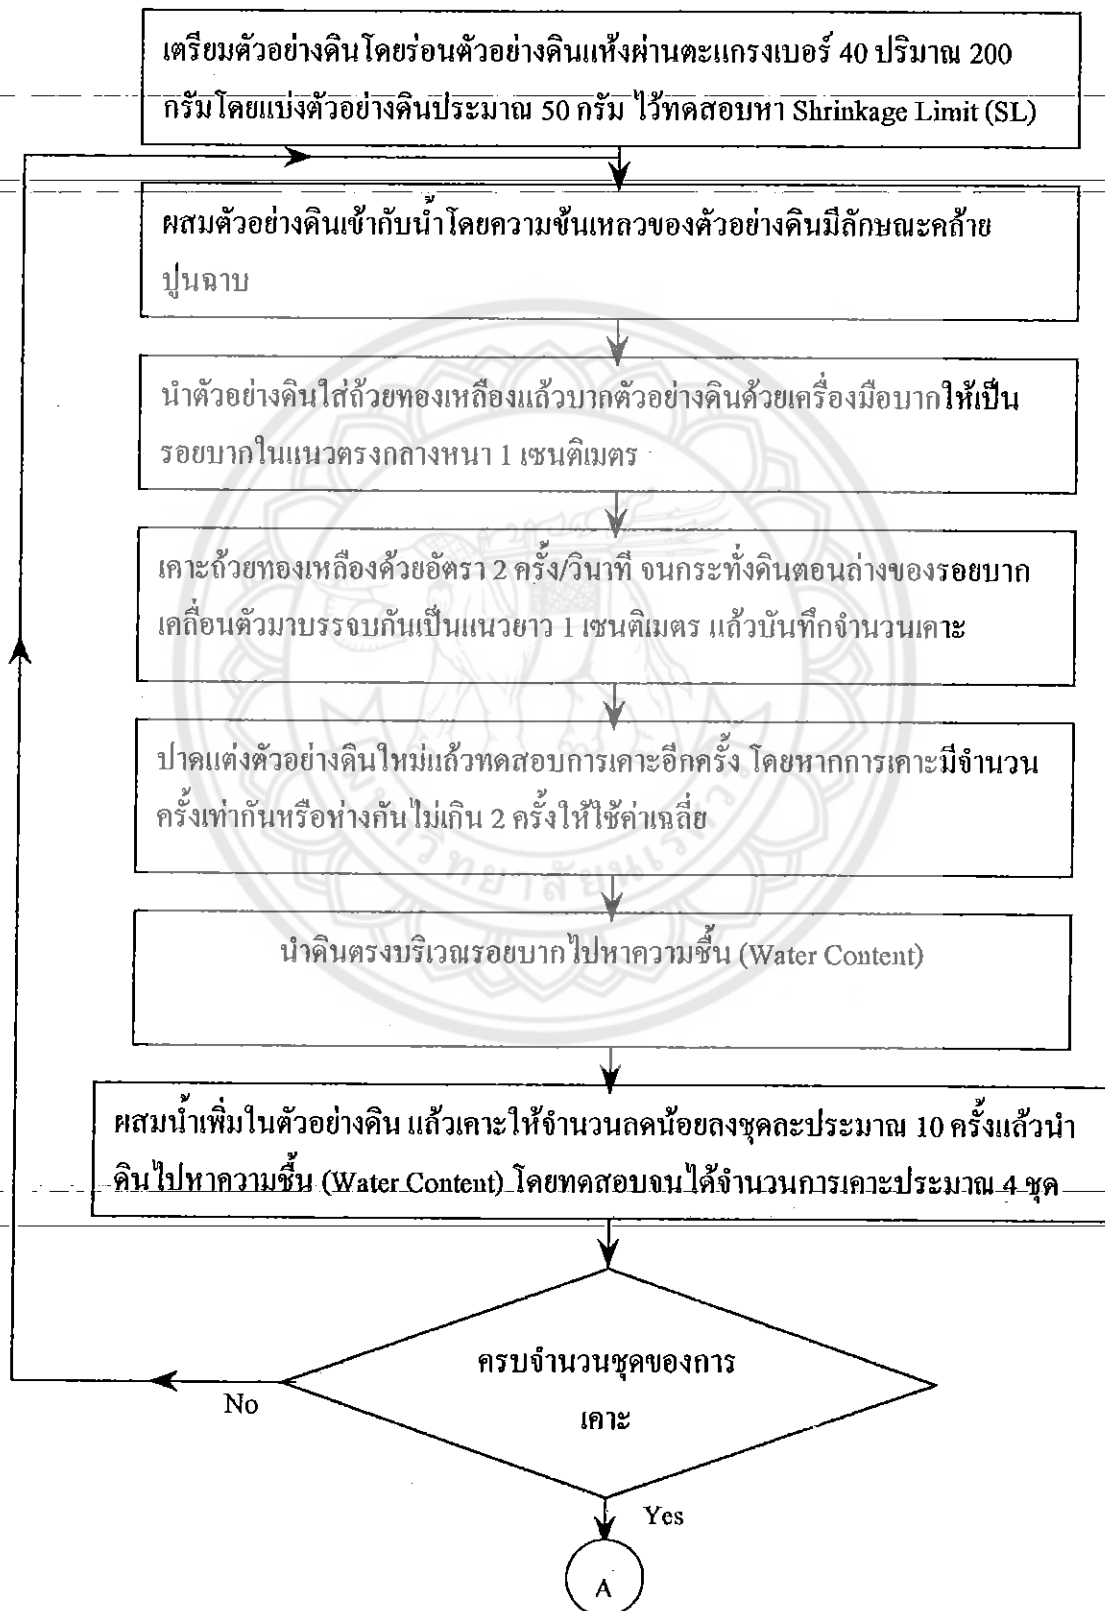 เตรียมตัวอย่างดินโดยร่อนตัวอย่างดินแห้งผ่านตะแกรงเบอร์ 40 ปริมาณ 200
กรัมโดยแบ่งตัวอย่างดินประมาณ 50 กรัม ไว้ทดสอบหา Shrinkage Limit (SL)
ผสมตัวอย่างดินเข้ากับน้ำโดยความข้นเหลวของตัวอย่างดินมีลักษณะคล้าย
ปูนฉาบ
นำตัวอย่างดินใส่ถ้วยทองเหลืองแล้วบากตัวอย่างดินด้วยเครื่องมือบากให้เป็น
รอยบากในแนวตรงกลางหนา 1 เซนติเมตร
เคาะถ้วยทองเหลืองด้วยอัตรา 2 ครั้ง/วินาที จนกระทั่งดินตอนล่างของรอยบาก
เคลื่อนตัวมาบรรจบกันเป็นแนวยาว 1 เซนติเมตร แล้วบันทึกจำนวนเคาะ
ปาดแต่งตัวอย่างดินใหม่แล้วทดสอบการเคาะอีกครั้ง โดยหากการเคาะมีจำนวน
ครั้งเท่ากันหรือห่างกันไม่เกิน 2 ครั้งให้ใช้ค่าเฉลี่ย
มหาวิทยาลัยนเรศวร
นำดินตรงบริเวณรอยบากไปหาความชื้น (Water Content)
ผสมน้ำเพิ่มในตัวอย่างดิน แล้วเคาะให้จำนวนลดน้อยลงชุดละประมาณ 10 ครั้งแล้วนำ
ดินไปหาความชื้น (Water Content) โดยทดสอบจนได้จำนวนการเคาะประมาณ 4 ชุด
ครบจำนวนชุดของการ
เคาะ
No
Yes
A